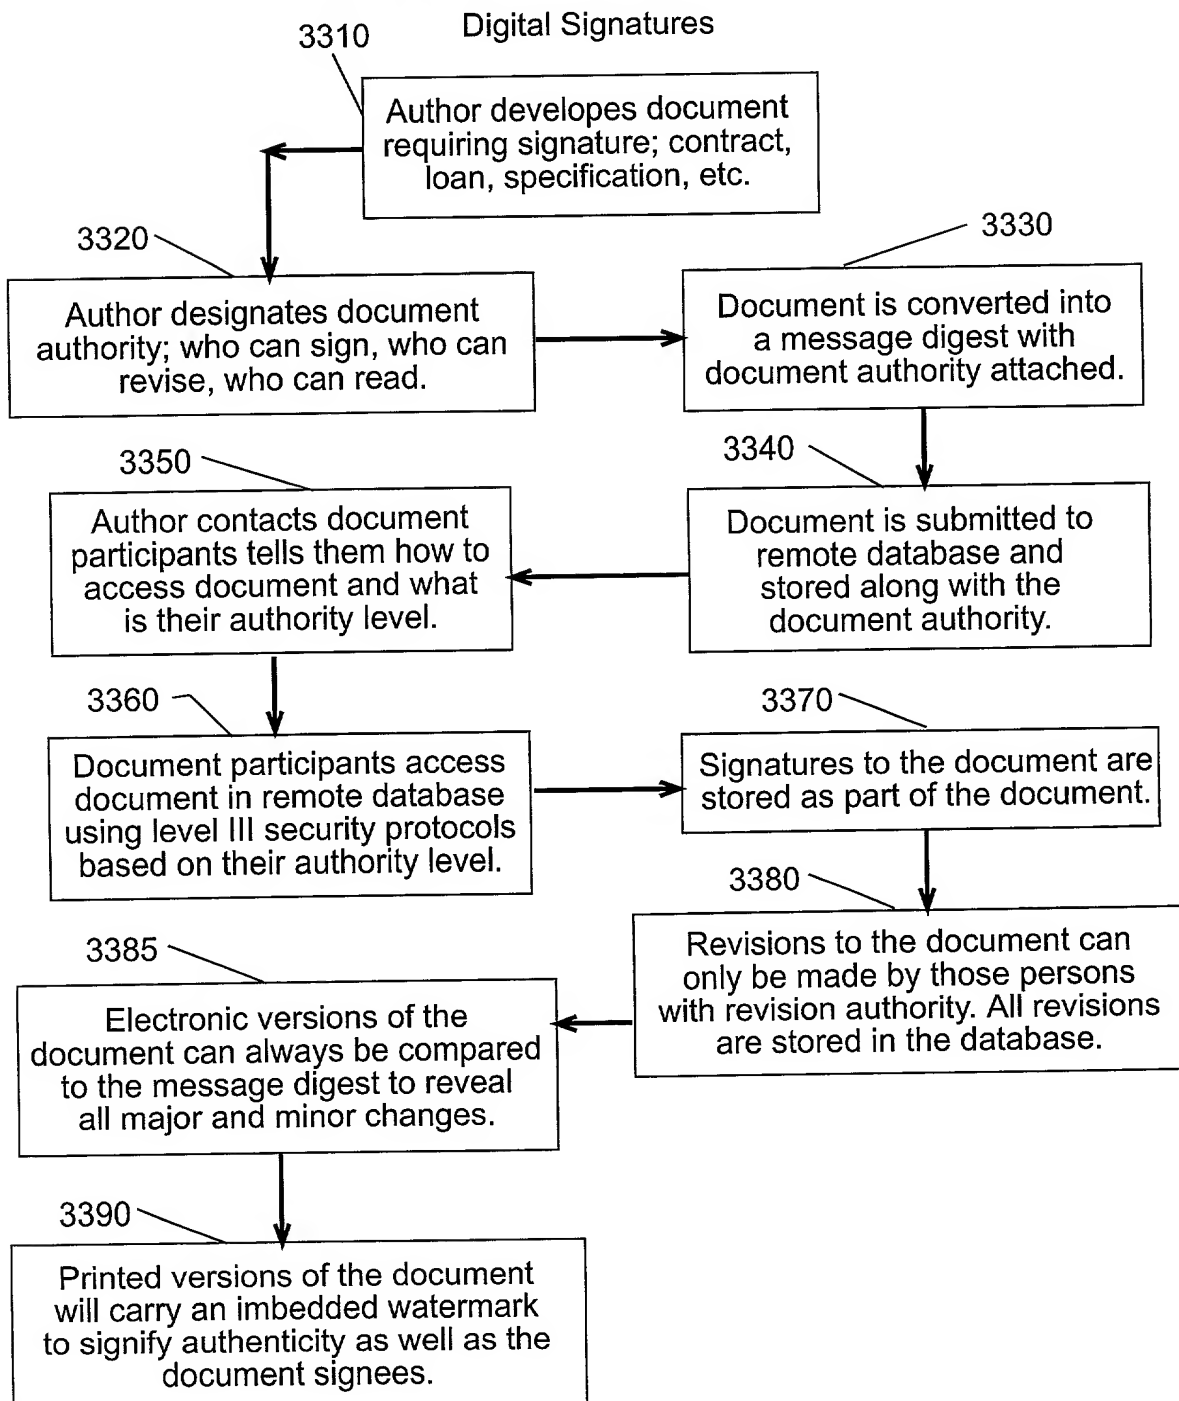 Digital Signatures
3310
Author developes document
requiring signature; contract,
loan, specification, etc.
3320
Author designates document
authority; who can sign, who can
revise, who can read.
3330
Document is converted into
a message digest with
document authority attached.
3340
Document is submitted to
remote database and
stored along with the
document authority.
3350
Author contacts document
participants tells them how to
access document and what
is their authority level.
3360
Document participants access
document in remote database
using level III security protocols
based on their authority level.
3370
Signatures to the document are
stored as part of the document.
3380
Revisions to the document can
only be made by those persons
with revision authority. All revisions
are stored in the database.
3385
Electronic versions of the
document can always be compared
to the message digest to reveal
all major and minor changes.
3390
Printed versions of the document
will carry an imbedded watermark
to signify authenticity as well as the
document signees.